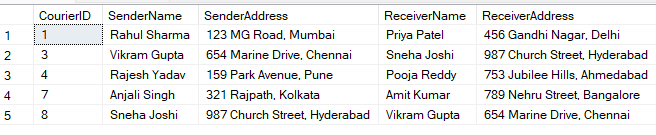 CourierID SenderName SenderAddress ReceiverName ReceiverAddress
1 1 Rahul Sharma 123 MG Road, Mumbai Priya Patel 456 Gandhi Nagar, Delhi
2 3 Vikram Gupta 654 Marine Drive, Chennai Sneha Joshi 987 Church Street, Hyderabad
3 4 Rajesh Yadav 159 Park Avenue, Pune Pooja Reddy 753 Jubilee Hills, Ahmedabad
4 7 Anjali Singh 321 Rajpath, Kolkata Amit Kumar 789 Nehru Street, Bangalore
5 8 Sneha Joshi 987 Church Street, Hyderabad Vikram Gupta 654 Marine Drive, Chennai